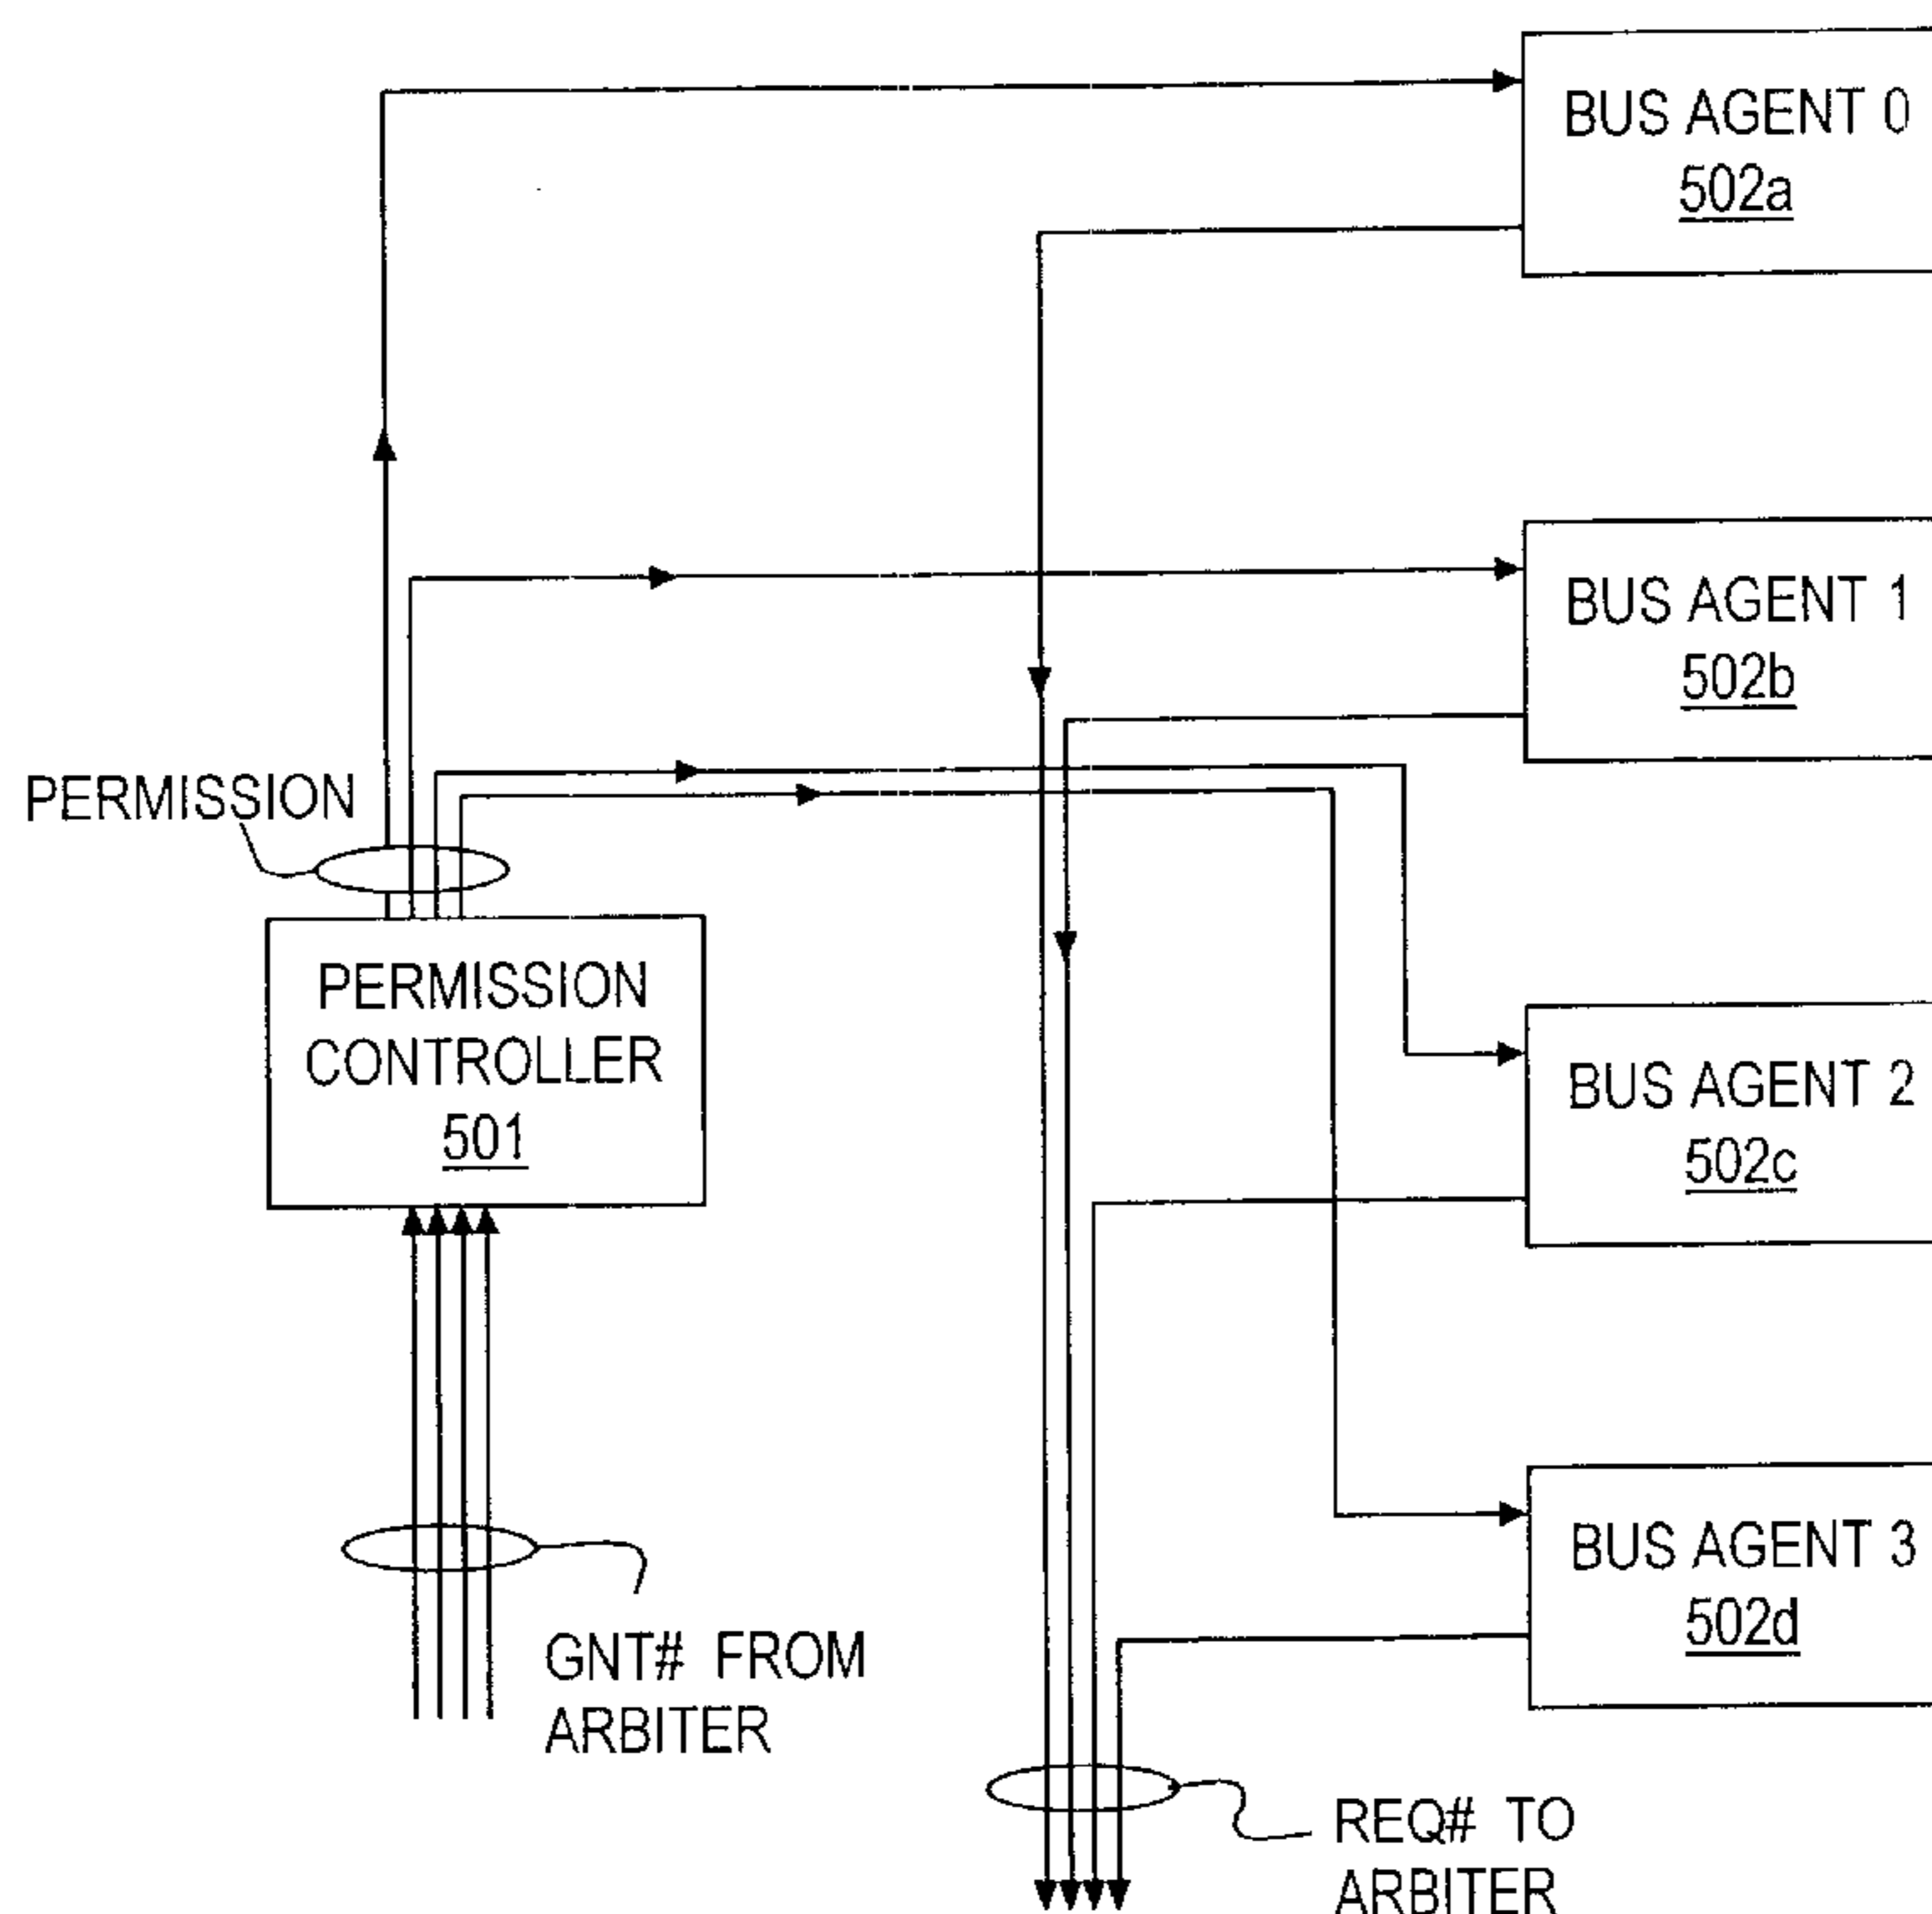 BUS AGENT 0
502a
BUS AGENT 1
502b
PERMISSION
PERMISSION
CONTROLLER
501
BUS AGENT 2
502c
BUS AGENT 3
502d
GNT# FROM
ARBITER
REQ# TO
ARBITER